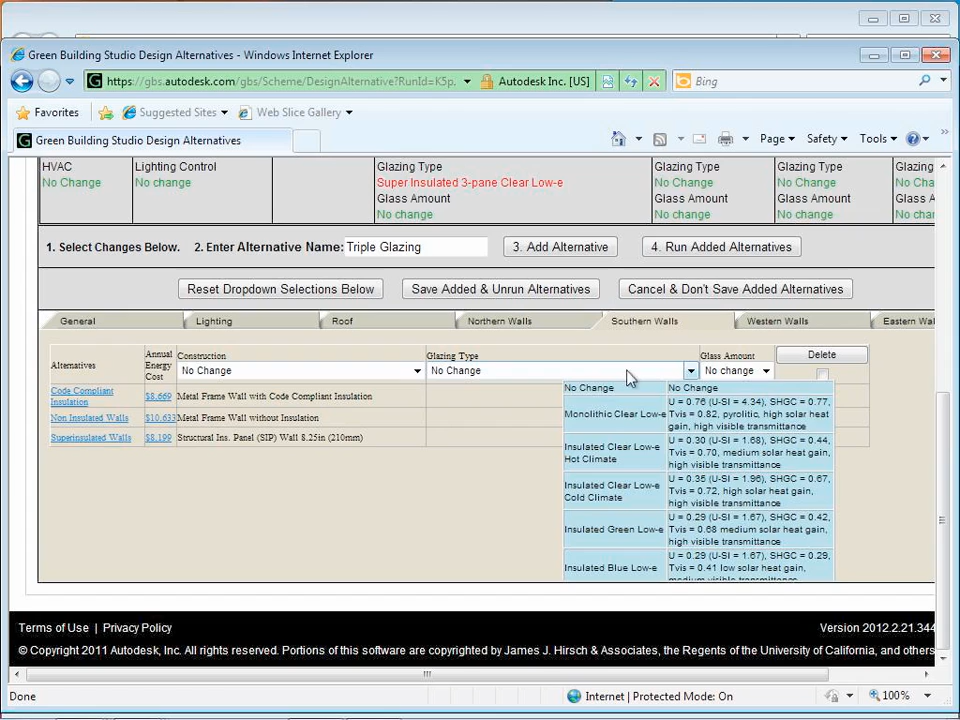 Green Building Studio Design Alternatives - Windows Internet Explorer
https://gbs.autodesk.com/gbs/Scheme/DesignAlternative?RunId=K5p. Autodesk Inc. [US] Bing
Favorites Suggested Sites Web Slice Gallery
Green Building Studio Design Alternatives Page Safety Tools
HVAC Lighting Control Glazing Type Glazing Type Glazing Type Glazing
No Change No change Super Insulated 3-pane Clear Low-e No Change No Change No Cha
Glass Amount Glass Amount Glass Amount Glass A
No change No change No change No chan
1. Select Changes Below. 2. Enter Alternative Name: Triple Glazing 3. Add Alternative 4. Run Added Alternatives
Reset Dropdown Selections Below Save Added & Unrun Alternatives Cancel & Don't Save Added Alternatives
General Lighting Roof Northern Walls Southern Walls Western Walls Eastern Wal
Alternatives
Annual
Energy
Cost
Construction Glazing Type Glass Amount Delete
No Change No Change No change
Code Compliant
Insulation
$8,669 Metal Frame Wall with Code Compliant Insulation
Non Insulated Walls $10,633 Metal Frame Wall without Insulation
Superinsulated Walls $8,199 Structural Ins. Panel (SIP) Wall 8.25in (210mm)
No Change No Change
Monolithic Clear Low-e
U = 0.76 (U-SI = 4.34), SHGC = 0.77,
Tvis = 0.82, pyrolitic, high solar heat
gain, high visible transmittance
Insulated Clear Low-e
Hot Climate
U = 0.30 (U-SI = 1.68), SHGC = 0.44,
Tvis = 0.70, medium solar heat gain,
high visible transmittance
Insulated Clear Low-e
Cold Climate
U = 0.35 (U-SI = 1.96), SHGC = 0.67,
Tvis = 0.72, high solar heat gain,
high visible transmittance
Insulated Green Low-e
U = 0.29 (U-SI = 1.67), SHGC = 0.42,
Tvis = 0.68 medium solar heat gain,
high visible transmittance
Insulated Blue Low-e
U = 0.29 (U-SI = 1.67), SHGC = 0.29,
Tvis = 0.41 low solar heat gain,
medium visible transmittance
Terms of Use | Privacy Policy Version 2012.2.21.344
© Copyright 2011 Autodesk, Inc. All rights reserved. Portions of this software are copyrighted by James J. Hirsch & Associates, the Regents of the University of California, and others
Done Internet | Protected Mode: On 100%